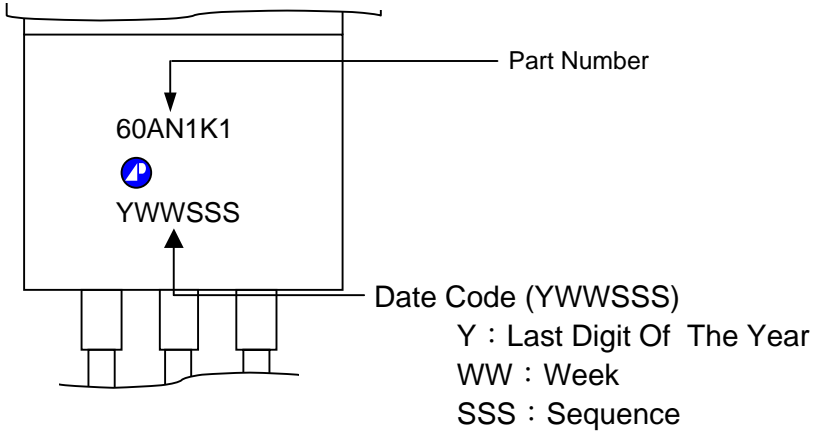 Part Number
60AN1K1
YWWSSS
Date Code (YWWSSS)
Y：Last Digit Of The Year
WW：Week
SSS：Sequence